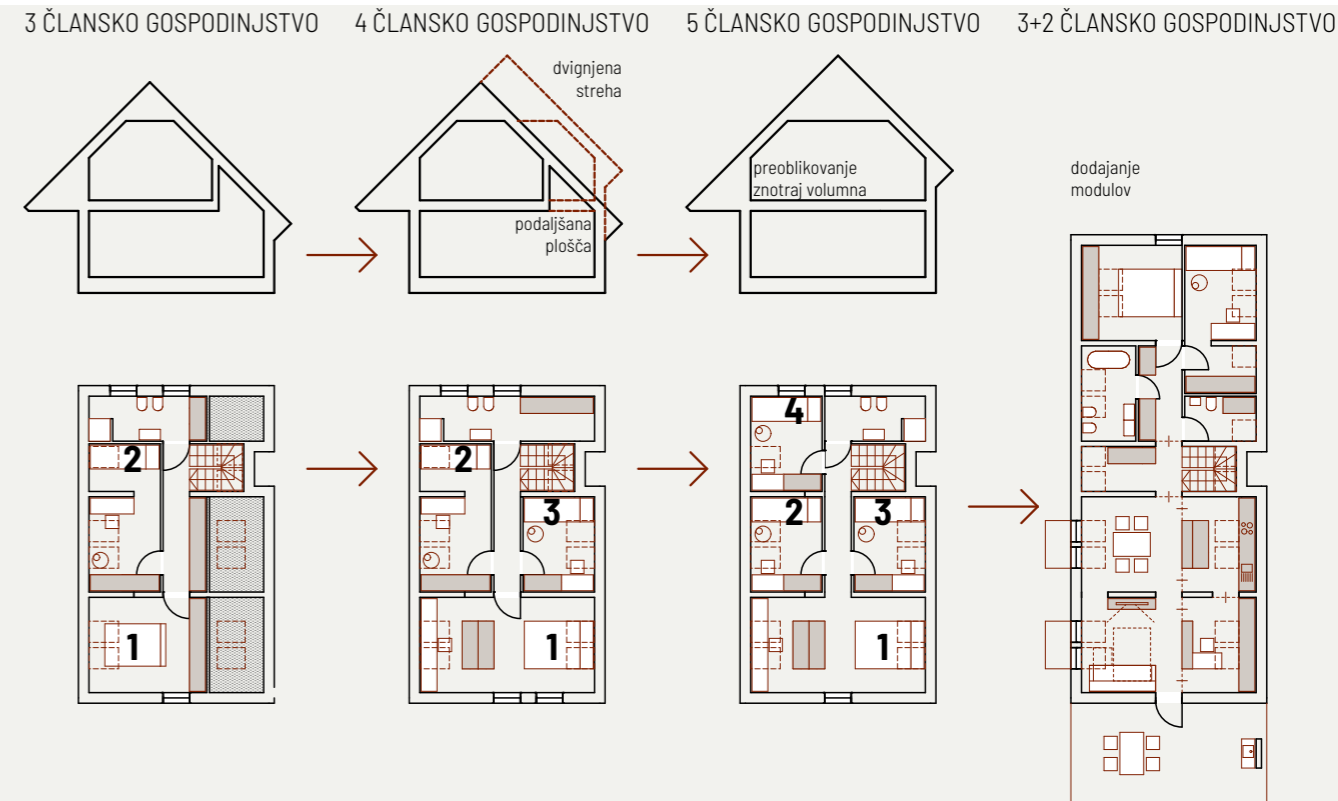 3 ČLANSKO GOSPODINJSTVO
4 ČLANSKO GOSPODINJSTVO
5 ČLANSKO GOSPODINJSTVO
3+2 ČLANSKO GOSPODINJSTVO
dvignjena
streha
podaljšana
plošča
preoblikovanje
znotraj volumna
dodajanje
modulov
2
1
2
3
1
4
2
3
1